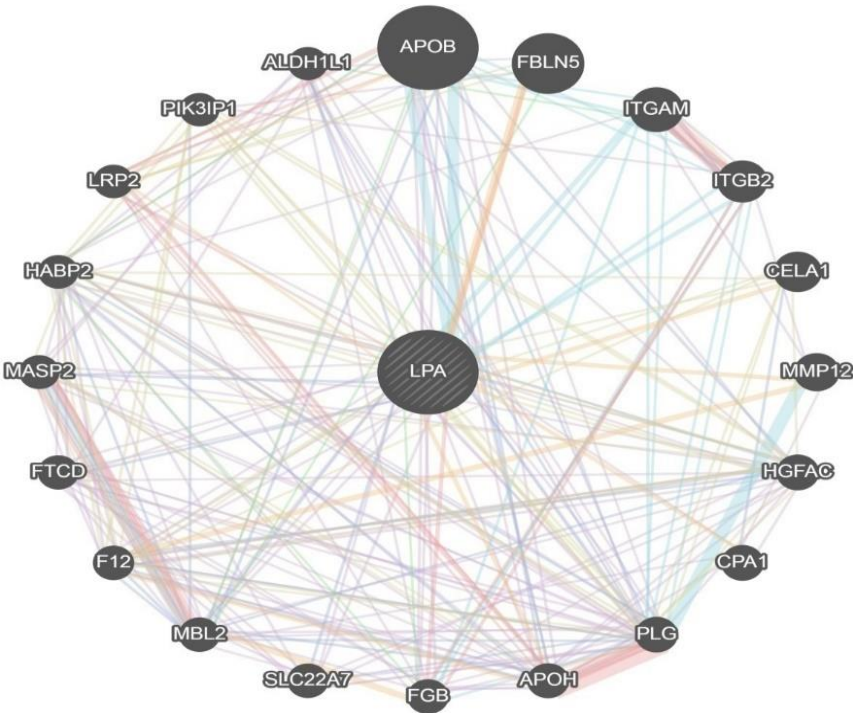 APOB
FBLN5
ALDH1L1
ITGAM
PIK3IP1
LRP2
ITGB2
HABP2
CELA1
MASP2
LPA
MMP12
FTCD
HGFAC
F12
CPA1
MBL2
PLG
SLC22A7
APOH
FGB